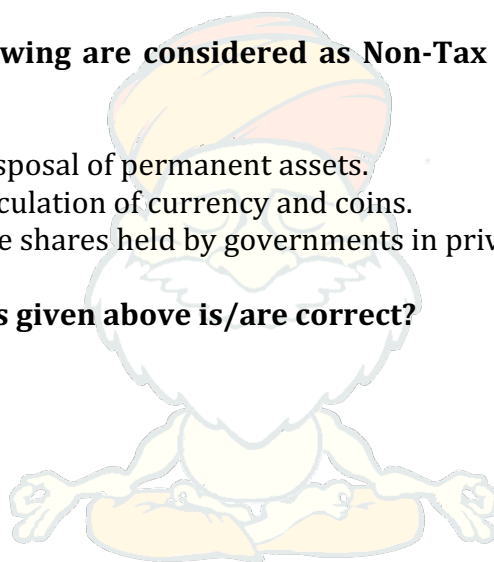 wing are considered as Non-Tax
sposal of permanent assets.
culation of currency and coins.
e shares held by governments in priv
s given above is/are correct?